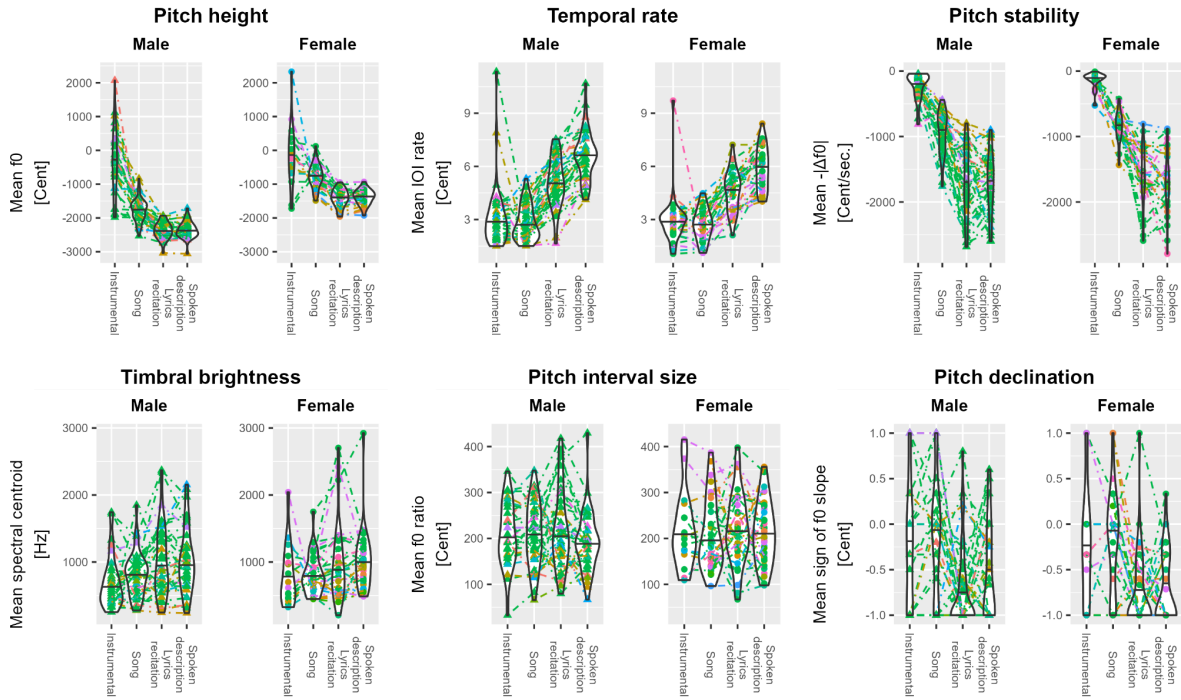 Pitch height
Male
Female
Mean f0
[Cent]
2000
1000
0
-1000
-2000
-3000
2000
1000
0
-1000
-2000
-3000
Instrumental
Song
Lyrics
recitation
Spoken
description
Instrumental
Song
Lyrics
recitation
Spoken
description
Temporal rate
Male
Female
Mean IOI rate
[Cent]
9
6
3
9
6
3
Instrumental
Song
Lyrics
recitation
Spoken
description
Instrumental
Song
Lyrics
recitation
Spoken
description
Pitch stability
Male
Female
Mean -|Δf0|
[Cent/sec.]
0
-1000
-2000
0
-1000
-2000
Instrumental
Song
Lyrics
recitation
Spoken
description
Instrumental
Song
Lyrics
recitation
Spoken
description
Timbral brightness
Male
Female
Mean spectral centroid
[Hz]
3000
2000
1000
3000
2000
1000
Instrumental
Song
Lyrics
recitation
Spoken
description
Instrumental
Song
Lyrics
recitation
Spoken
description
Pitch interval size
Male
Female
Mean f0 ratio
[Cent]
400
300
200
100
400
300
200
100
Instrumental
Song
Lyrics
recitation
Spoken
description
Instrumental
Song
Lyrics
recitation
Spoken
description
Pitch declination
Male
Female
Mean sign of f0 slope
[Cent]
1.0
0.5
-0.0
-0.5
-1.0
1.0
0.5
-0.0
-0.5
-1.0
Instrumental
Song
Lyrics
recitation
Spoken
description
Instrumental
Song
Lyrics
recitation
Spoken
description